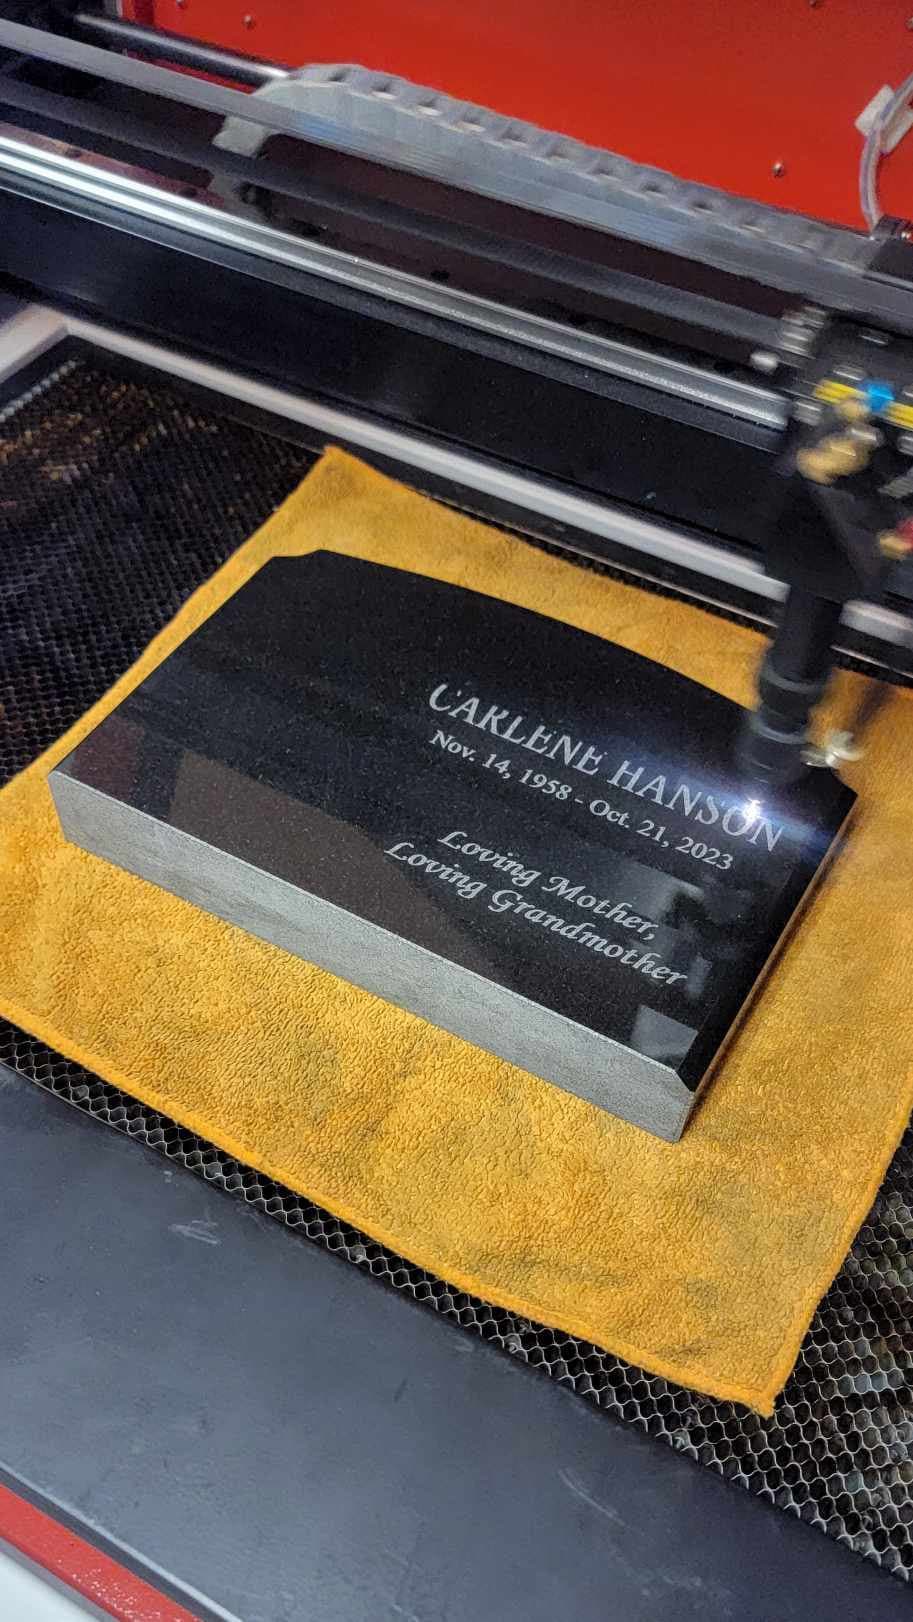 CARLENE HANSON
Nov. 14, 1958 - Oct. 21, 2023
Loving Mother,
Loving Grandmother